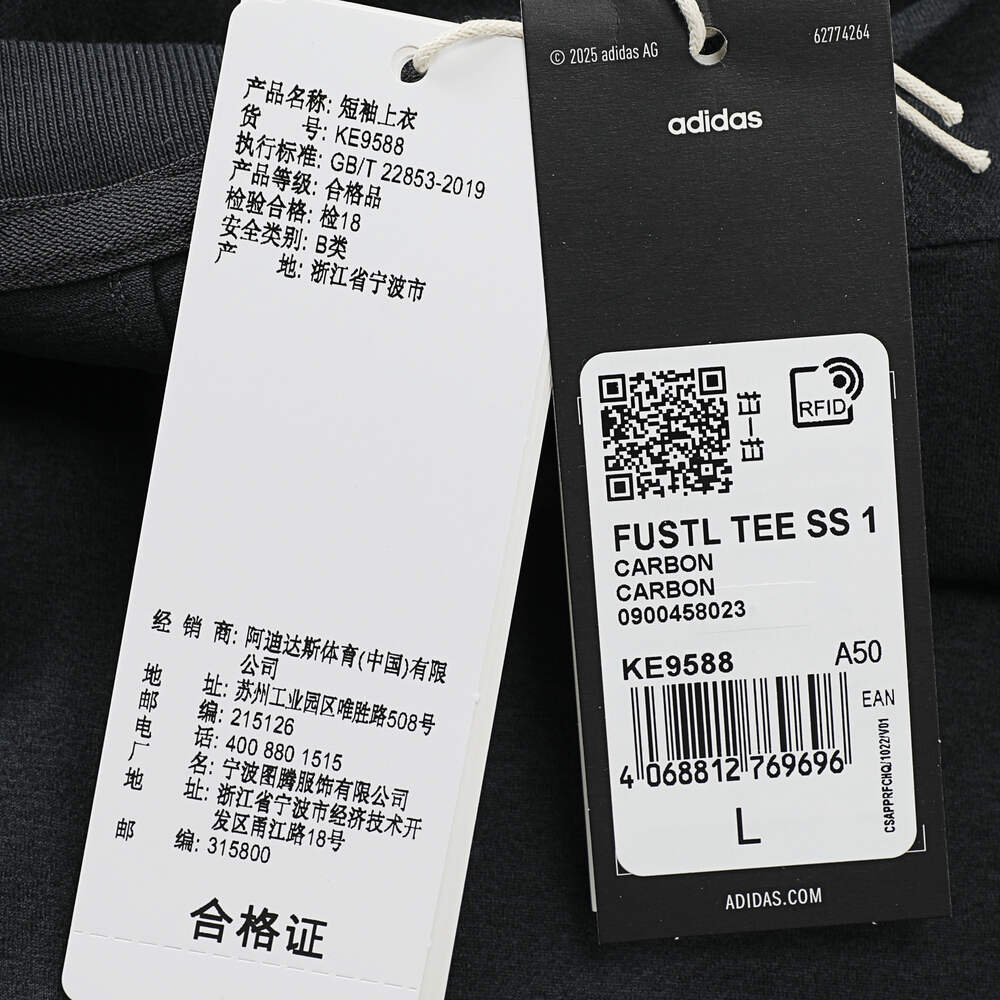 产品名称: 短袖上衣
货 号: KE9588
执行标准: GB/T 22853-2019
产品等级: 合格品
检验合格: 检18
安全类别: B类
产 地: 浙江省宁波市
经 销 商: 阿迪达斯体育(中国)有限
公司
地 址: 苏州工业园区唯胜路508号
邮 编: 215126
电 话: 400 880 1515
厂 名: 宁波图腾服饰有限公司
地 址: 浙江省宁波市经济技术开
发区甬江路18号
邮 编: 315800
合格证
© 2025 adidas AG
62774264
adidas
RFID
FUSTL TEE SS 1
CARBON
CARBON
0900458023
KE9588 A50
EAN
4 068812 769696
L
CSAPPRFCHQ/1022/V01
ADIDAS.COM